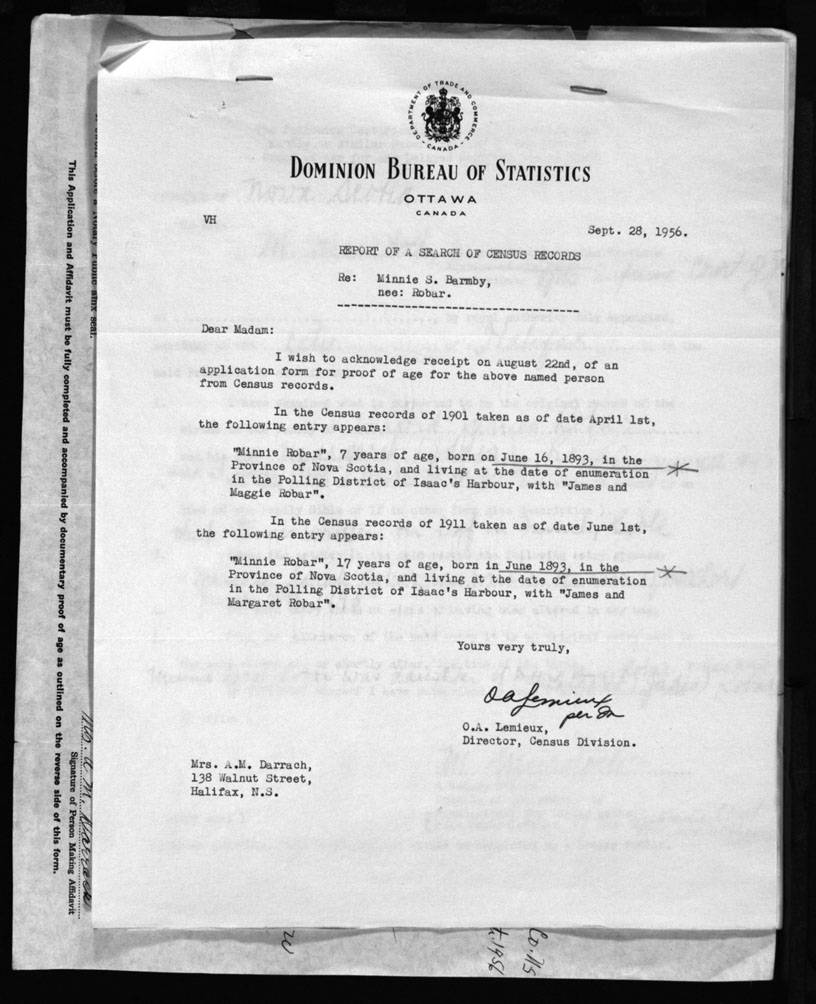 DEPARTMENT OF TRADE AND COMMERCE
CANADA
DOMINION BUREAU OF STATISTICS
OTTAWA
CANADA
VH
Sept. 28, 1956.
REPORT OF A SEARCH OF CENSUS RECORDS
Re: Minnie S. Barmby,
nee: Robar.
Dear Madam:
I wish to acknowledge receipt on August 22nd, of an
application form for proof of age for the above named person
from Census records.
In the Census records of 1901 taken as of date April 1st,
the following entry appears:
"Minnie Robar", 7 years of age, born on June 16, 1893, in the
Province of Nova Scotia, and living at the date of enumeration
in the Polling District of Isaac's Harbour, with "James and
Maggie Robar".
In the Census records of 1911 taken as of date June 1st,
the following entry appears:
"Minnie Robar", 17 years of age, born in June 1893, in the
Province of Nova Scotia, and living at the date of enumeration
in the Polling District of Isaac's Harbour, with "James and
Margaret Robar".
Yours very truly,
O A Lemieux
per
O.A. Lemieux,
Director, Census Division.
Mrs. A.M. Darrach,
138 Walnut Street,
Halifax, N.S.
This Application and Affidavit must be fully completed and accompanied by documentary proof of age as outlined on the reverse side of this form.
Mrs. A M. Darrach
Signature of Person Making Affidavit
seal.
Nova Scotia